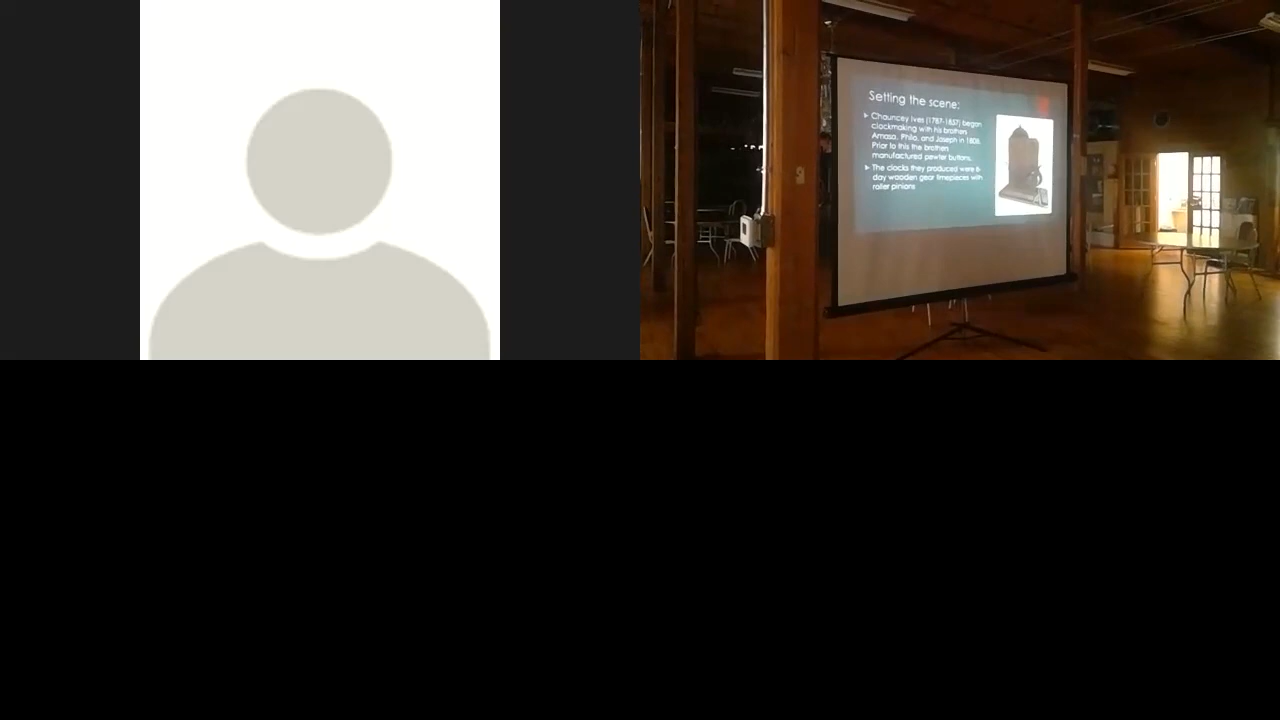 Setting the scene:
Chauncey Ives (1787-1857) began
clockmaking with his brothers
Amasa, Philo, and Joseph in 1808.
Prior to this the brothers
manufactured pewter buttons.
The clocks they produced were 8-
day wooden gear timepieces with
roller pinions